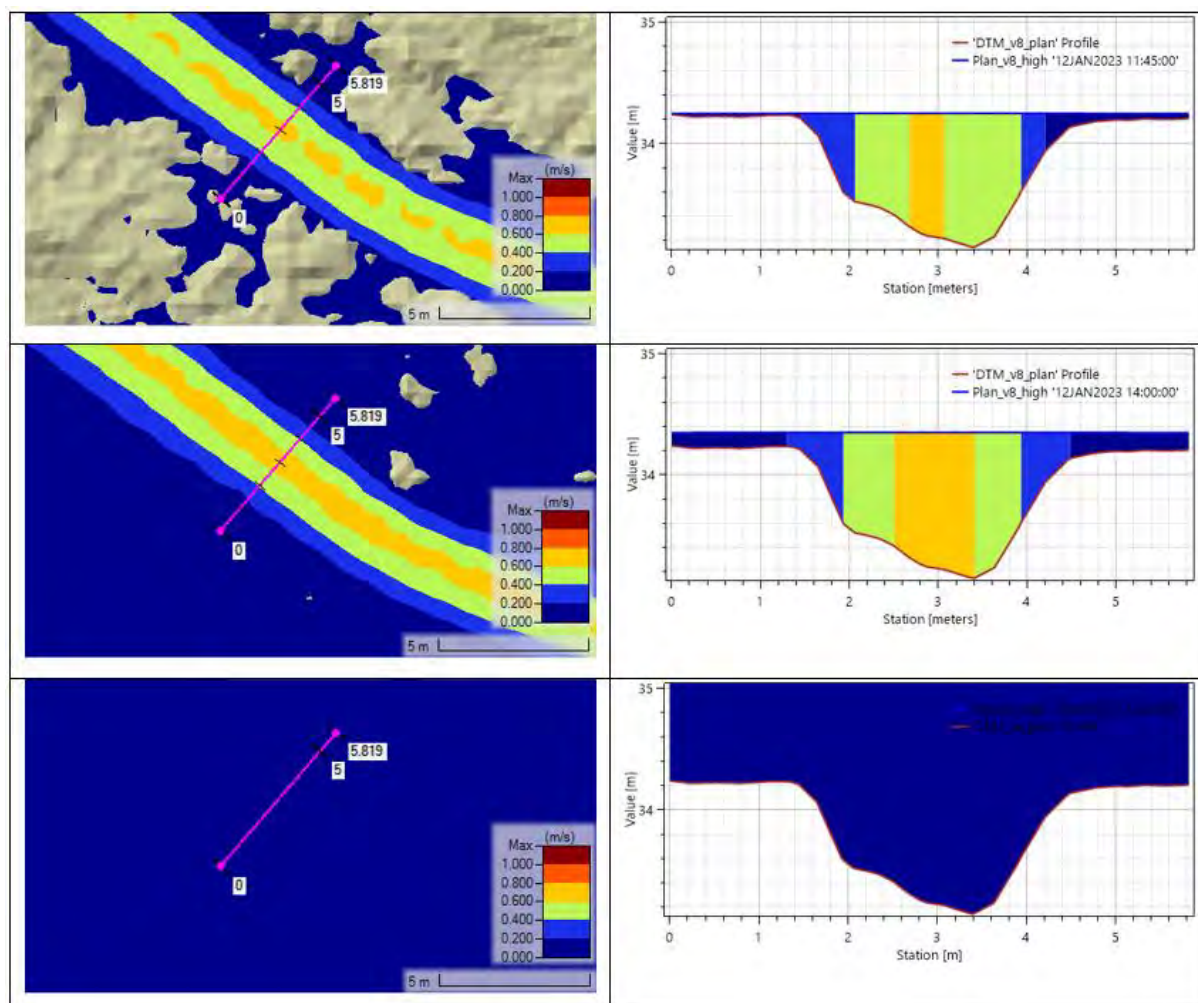 5.819
5
0
(m/s)
Max
1.000
0.800
0.600
0.400
0.200
0.000
5 m
35
34
Value [m]
'DTM_v8_plan' Profile
Plan_v8_high '12JAN2023 11:45:00'
0 1 2 3 4 5
Station [meters]
5.819
5
0
(m/s)
Max
1.000
0.800
0.600
0.400
0.200
0.000
5 m
35
34
Value [m]
'DTM_v8_plan' Profile
Plan_v8_high '12JAN2023 14:00:00'
0 1 2 3 4 5
Station [meters]
5.819
5
0
(m/s)
Max
1.000
0.800
0.600
0.400
0.200
0.000
5 m
35
34
Value [m]
0 1 2 3 4 5
Station [m]